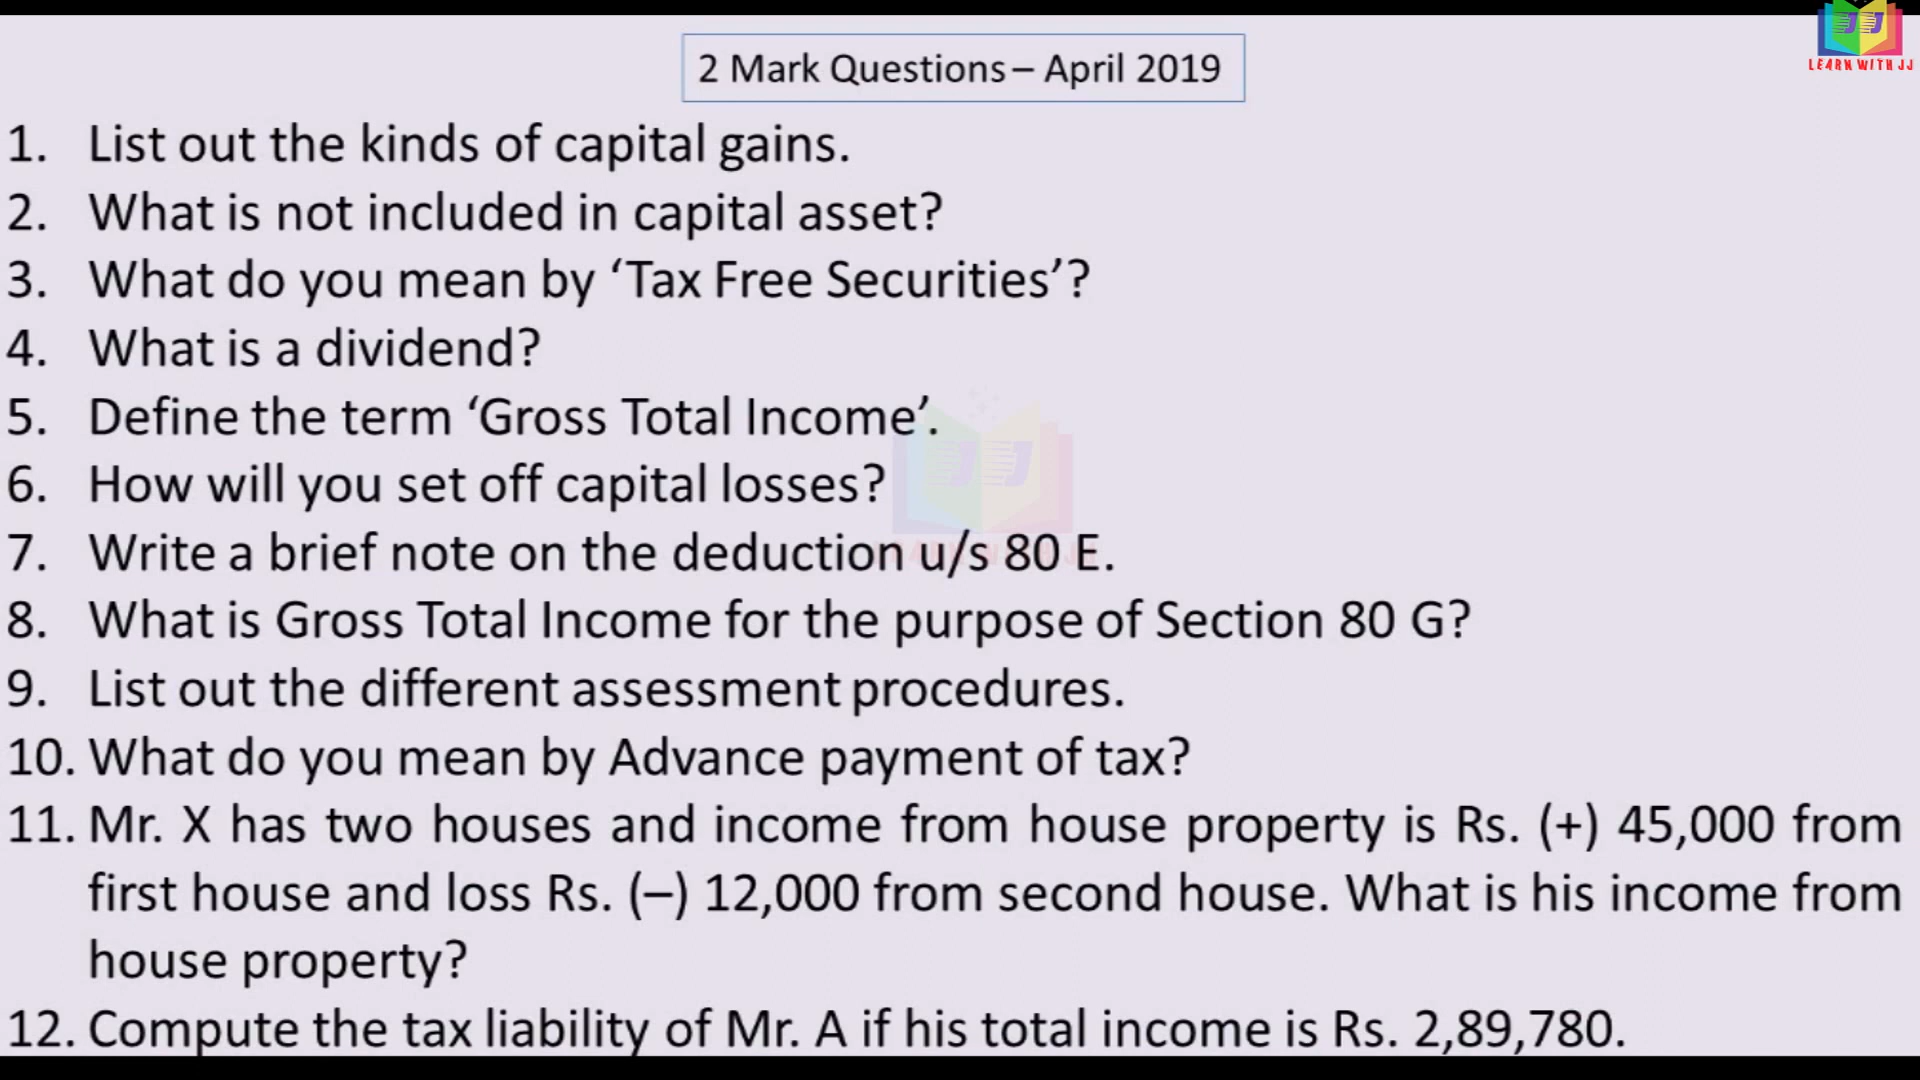 LEARN WITH JJ
2 Mark Questions – April 2019
1. List out the kinds of capital gains.
2. What is not included in capital asset?
3. What do you mean by ‘Tax Free Securities’?
4. What is a dividend?
5. Define the term ‘Gross Total Income’.
6. How will you set off capital losses?
7. Write a brief note on the deduction u/s 80 E.
8. What is Gross Total Income for the purpose of Section 80 G?
9. List out the different assessment procedures.
10. What do you mean by Advance payment of tax?
11. Mr. X has two houses and income from house property is Rs. (+) 45,000 from
first house and loss Rs. (–) 12,000 from second house. What is his income from
house property?
12. Compute the tax liability of Mr. A if his total income is Rs. 2,89,780.
JJ
LEARN WITH JJ